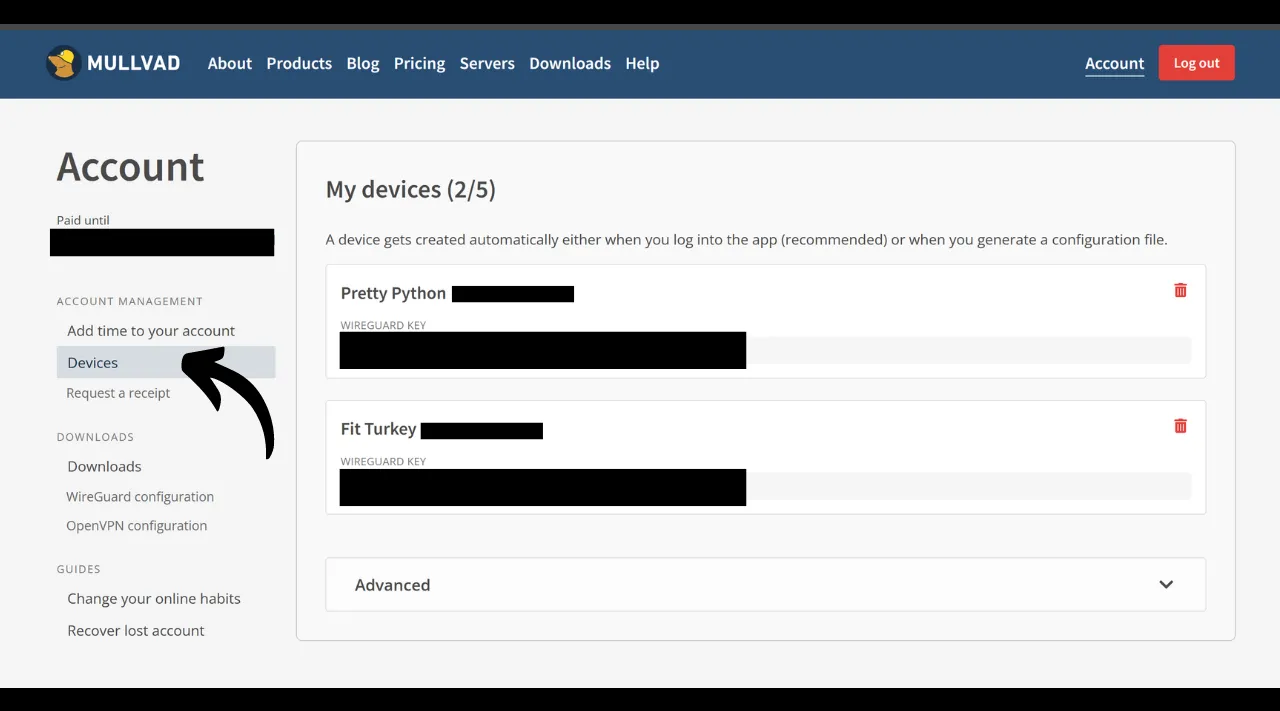 MULLVAD About Products Blog Pricing Servers Downloads Help Account Log out
Account
Paid until
ACCOUNT MANAGEMENT
Add time to your account
Devices
Request a receipt
DOWNLOADS
Downloads
WireGuard configuration
OpenVPN configuration
GUIDES
Change your online habits
Recover lost account
My devices (2/5)
A device gets created automatically either when you log into the app (recommended) or when you generate a configuration file.
Pretty Python
WIREGUARD KEY
Fit Turkey
WIREGUARD KEY
Advanced